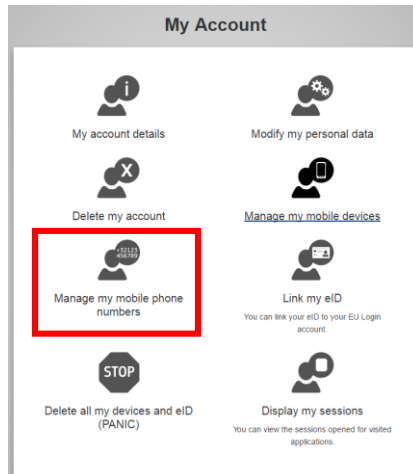 My Account
i
My account details
Modify my personal data
X
Delete my account
Manage my mobile devices
+32123
456789
Manage my mobile phone
numbers
Link my eID
You can link your eID to your EU Login
account.
STOP
Delete all my devices and eID
(PANIC)
Display my sessions
You can view the sessions opened for visited
applications.